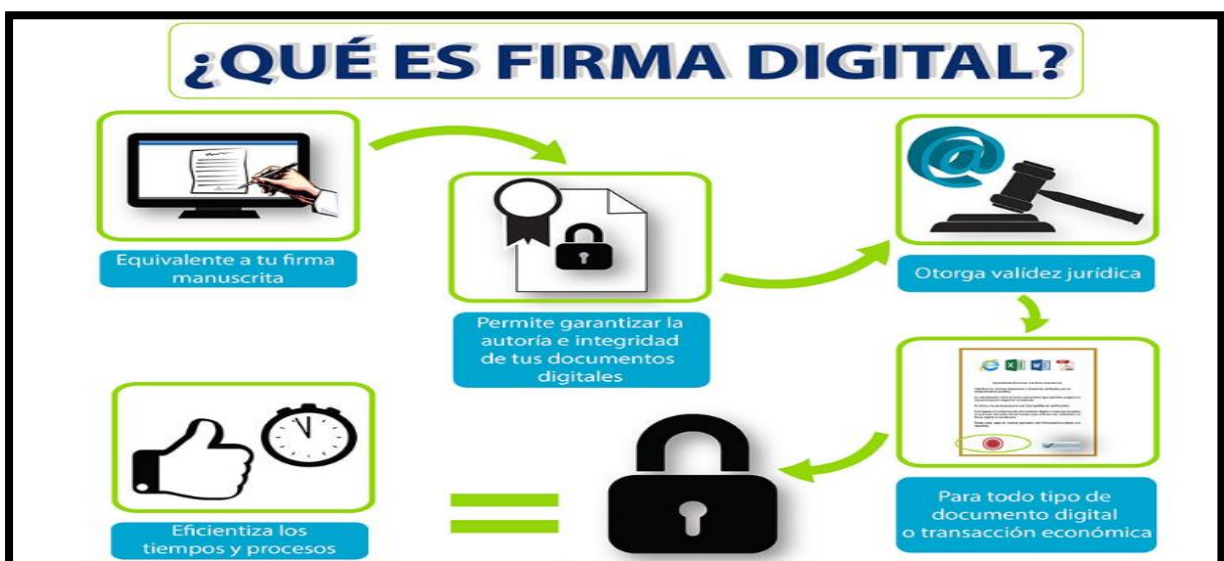 ¿QUÉ ES FIRMA DIGITAL?
Equivalente a tu firma
manuscrita
Permite garantizar la
autoría e integridad
de tus documentos
digitales
Otorga valídez jurídica
Para todo tipo de
documento digital
o transacción económica
Eficientiza los
tiempos y procesos